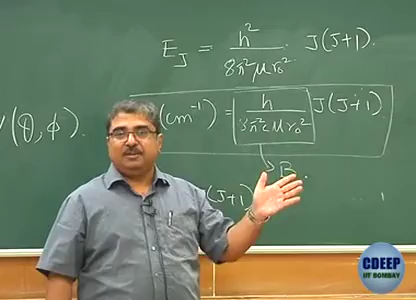 E_J = h² / 8π²μr₀² · J(J+1).
Y(θ, φ).
(cm⁻¹) = h / 8π²cμr₀² J(J+1)
B
(J+1)
CDEEP
IIT BOMBAY